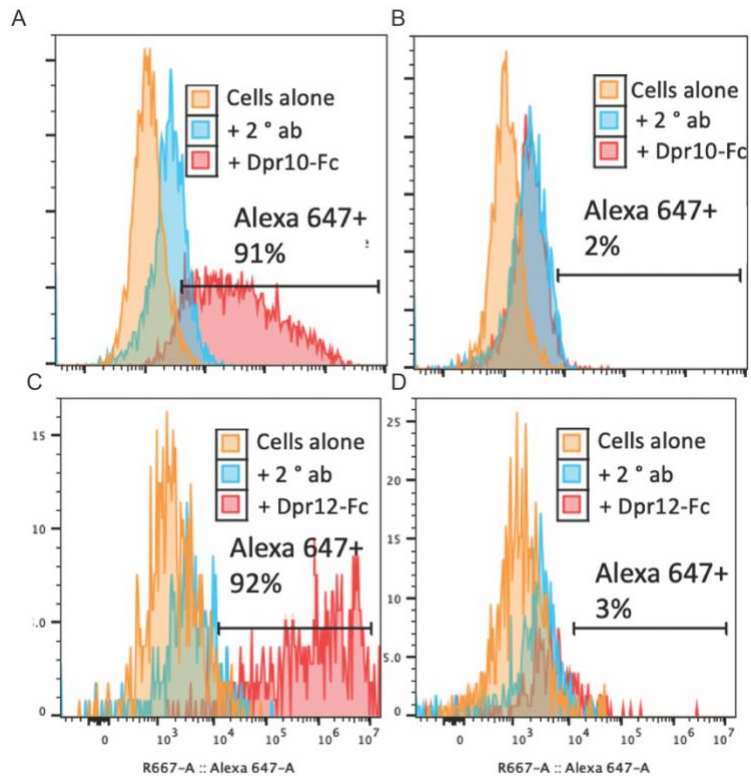 A
Cells alone
+ 2 ° ab
+ Dpr10-Fc
Alexa 647+
91%
B
Cells alone
+ 2 ° ab
+ Dpr10-Fc
Alexa 647+
2%
C
15
10
Cells alone
+ 2 ° ab
+ Dpr12-Fc
Alexa 647+
92%
0
0 10³ 10⁴ 10⁵ 10⁶ 10⁷
R667-A :: Alexa 647-A
D
25
20
15
10
5.0
0
Cells alone
+ 2 ° ab
+ Dpr12-Fc
Alexa 647+
3%
0 10³ 10⁴ 10⁵ 10⁶ 10⁷
R667-A :: Alexa 647-A